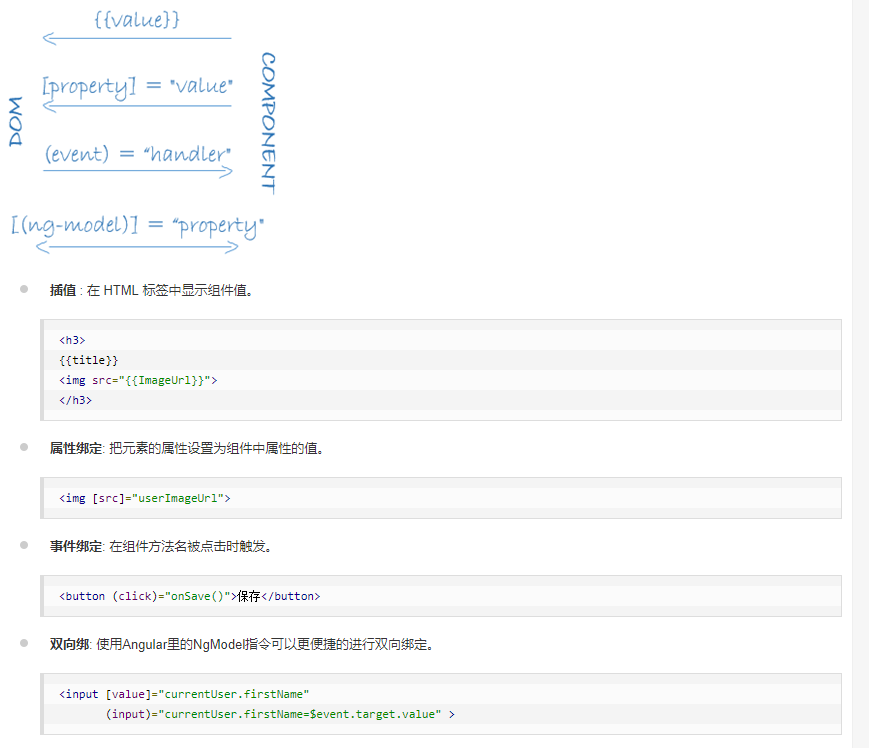 {{value}}
[property] = "value"
DOM
COMPONENT
(event) = "handler"
[(ng-model)] = "property"
插值 : 在 HTML 标签中显示组件值。
<h3>
{{title}}
<img src="{{ImageUrl}}">
</h3>
属性绑定: 把元素的属性设置为组件中属性的值。
<img [src]="userImageUrl">
事件绑定: 在组件方法名被点击时触发。
<button (click)="onSave()">保存</button>
双向绑: 使用Angular里的NgModel指令可以更便捷的进行双向绑定。
<input [value]="currentUser.firstName"
(input)="currentUser.firstName=$event.target.value" >